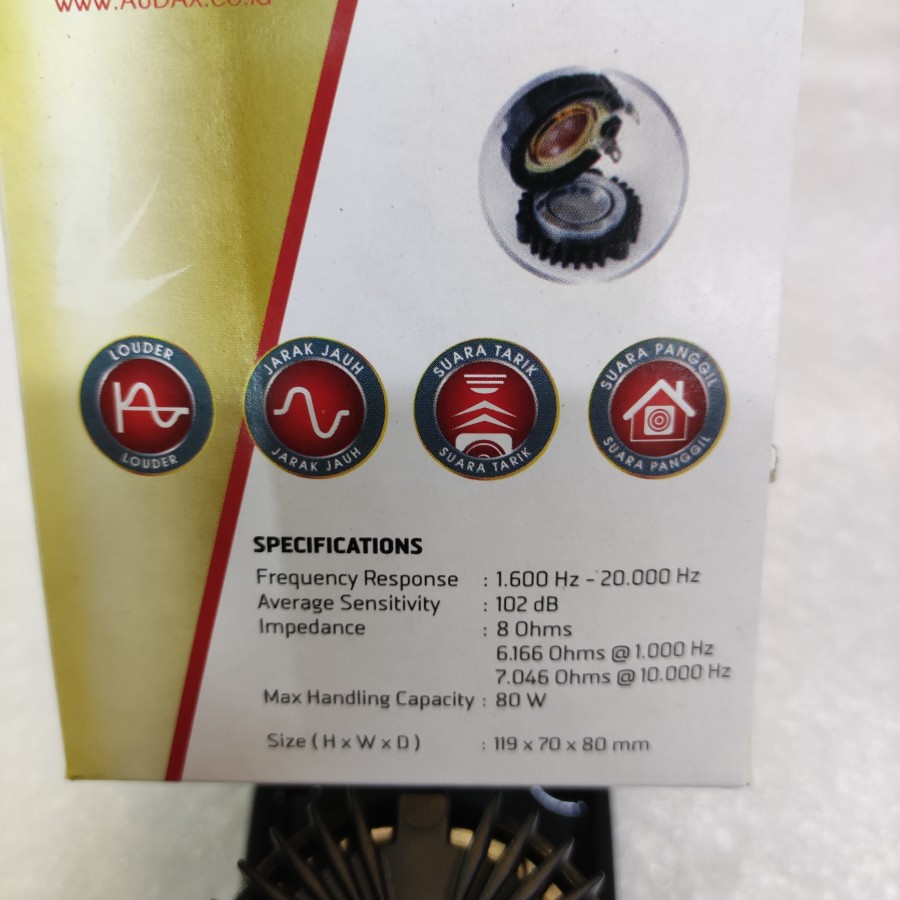 www.AUDAX.co.id
LOUDER
LOUDER
JARAK JAUH
JARAK JAUH
SUARA TARIK
SUARA TARIK
SUARA PANGGIL
SUARA PANGGIL
SPECIFICATIONS
Frequency Response : 1.600 Hz - 20.000 Hz
Average Sensitivity : 102 dB
Impedance : 8 Ohms
6.166 Ohms @ 1.000 Hz
7.046 Ohms @ 10.000 Hz
Max Handling Capacity : 80 W
Size ( H x W x D ) : 119 x 70 x 80 mm